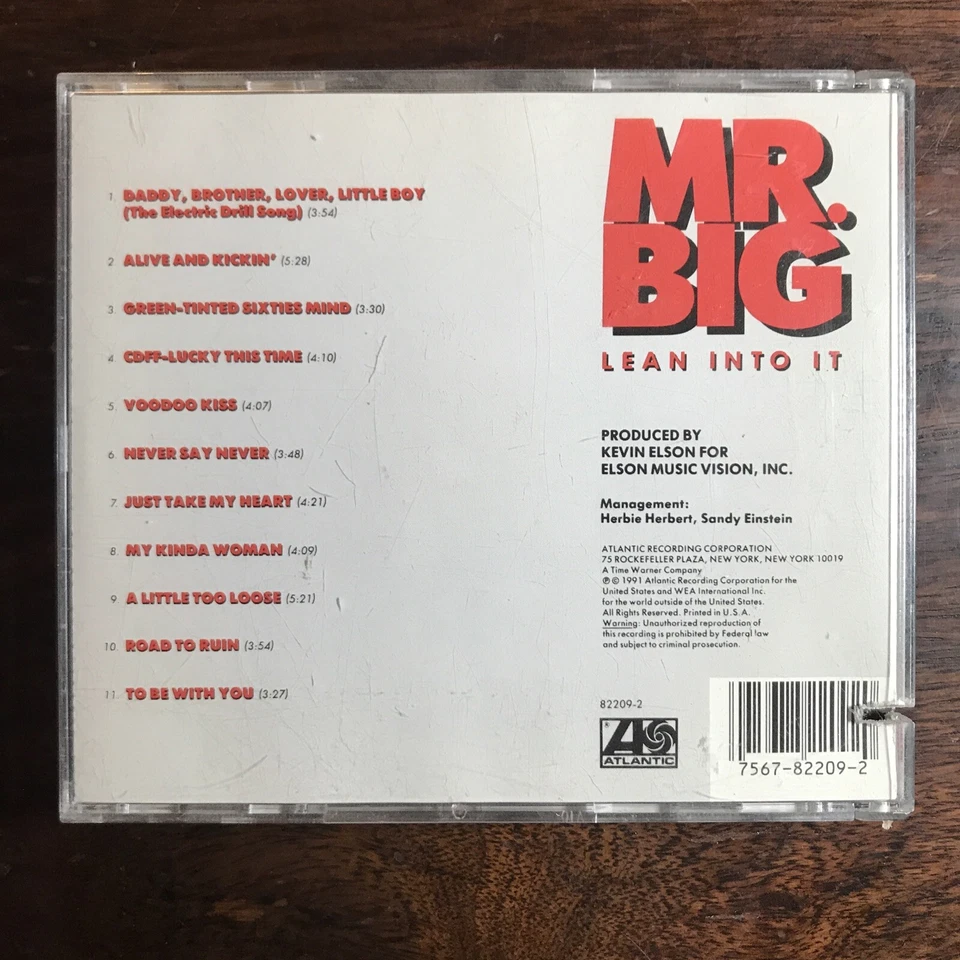 1. DADDY, BROTHER, LOVER, LITTLE BOY
(The Electric Drill Song) (3:54)
2 ALIVE AND KICKIN' (5:28)
3. GREEN-TINTED SIXTIES MIND (3:30)
4. CDFF-LUCKY THIS TIME (4:10)
5. VOODOO KISS (4:07)
6. NEVER SAY NEVER (3:48)
7. JUST TAKE MY HEART (4:21)
8. MY KINDA WOMAN (4:09)
9. A LITTLE TOO LOOSE (5:21)
10. ROAD TO RUIN (3:54)
11. TO BE WITH YOU (3:27)
MR.
BIG
LEAN INTO IT
PRODUCED BY
KEVIN ELSON FOR
ELSON MUSIC VISION, INC.
Management:
Herbie Herbert, Sandy Einstein
ATLANTIC RECORDING CORPORATION
75 ROCKEFELLER PLAZA, NEW YORK, NEW YORK 10019
A Time Warner Company
℗ © 1991 Atlantic Recording Corporation for the
United States and WEA International Inc.
for the world outside of the United States.
All Rights Reserved. Printed in U.S.A.
Warning: Unauthorized reproduction of
this recording is prohibited by Federal law
and subject to criminal prosecution.
82209-2
A
ATLANTIC
7567-82209-2